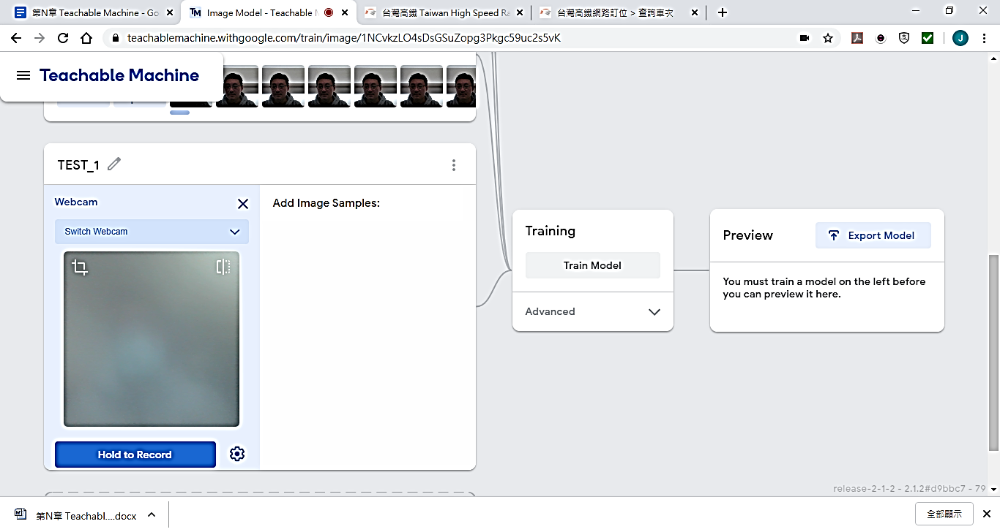 第N章 Teachable Machine - Go
Image Model - Teachable M
台灣高鐵 Taiwan High Speed Ra
台灣高鐵網路訂位 > 查詢車次
teachablemachine.withgoogle.com/train/image/1NCvkzLO4sDsGSuZopg3Pkgc59uc2s5vK
J
Teachable Machine
TEST_1
Webcam
Switch Webcam
Hold to Record
Add Image Samples:
Training
Train Model
Advanced
Preview
Export Model
You must train a model on the left before
you can preview it here.
release-2-1-2 - 2.1.2#d9bbc7 - 79
第N章 Teachabl....docx
全部顯示